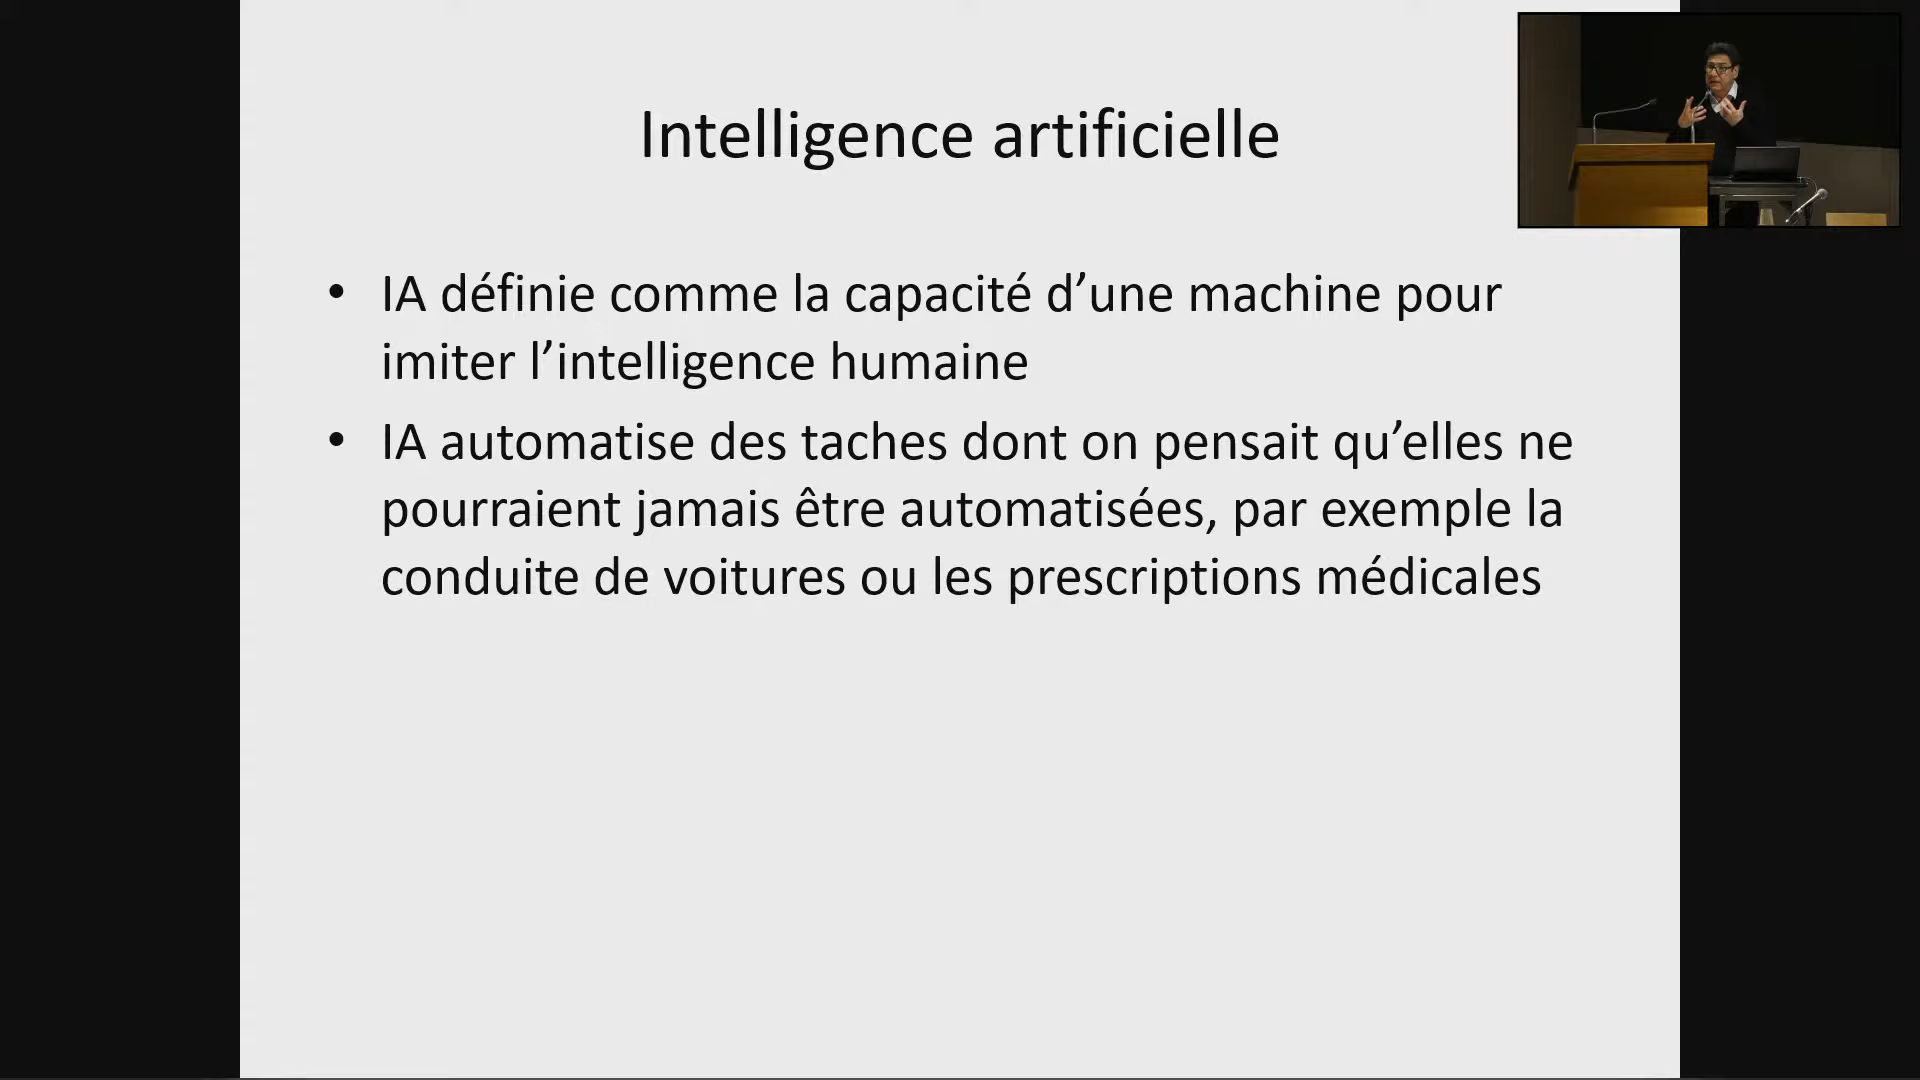 Intelligence artificielle
• IA définie comme la capacité d’une machine pour
imiter l’intelligence humaine
• IA automatise des taches dont on pensait qu’elles ne
pourraient jamais être automatisées, par exemple la
conduite de voitures ou les prescriptions médicales